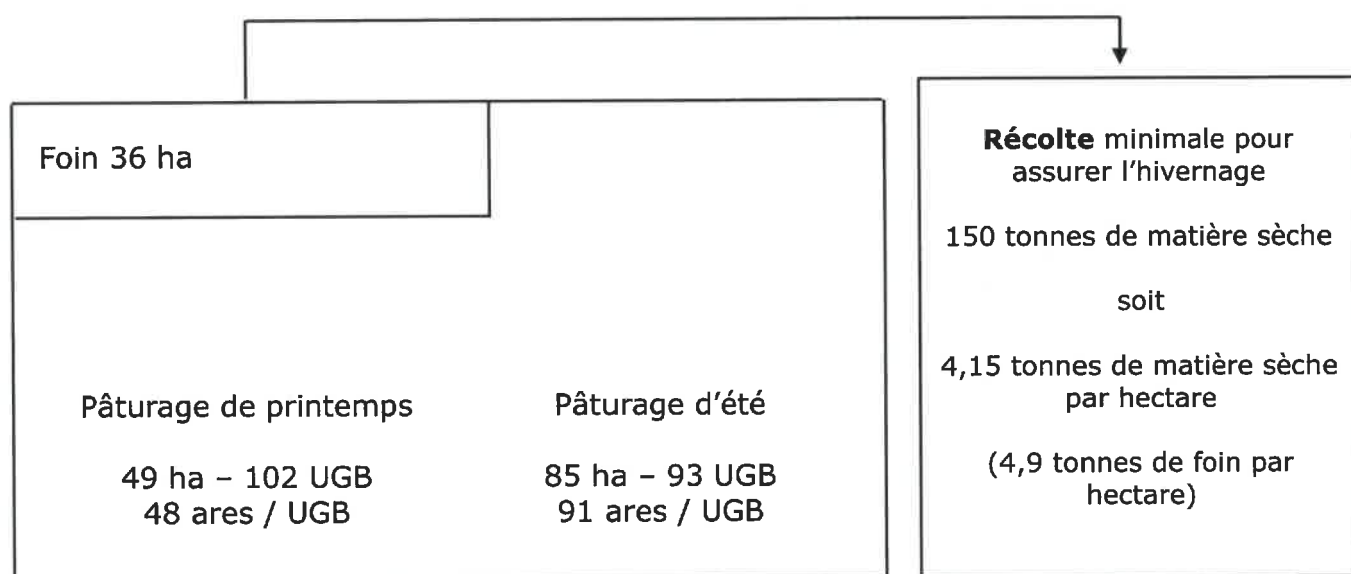 Foin 36 ha
Pâturage de printemps
49 ha – 102 UGB
48 ares / UGB
Pâturage d'été
85 ha – 93 UGB
91 ares / UGB
Récolte minimale pour
assurer l'hivernage
150 tonnes de matière sèche
soit
4,15 tonnes de matière sèche
par hectare
(4,9 tonnes de foin par
hectare)